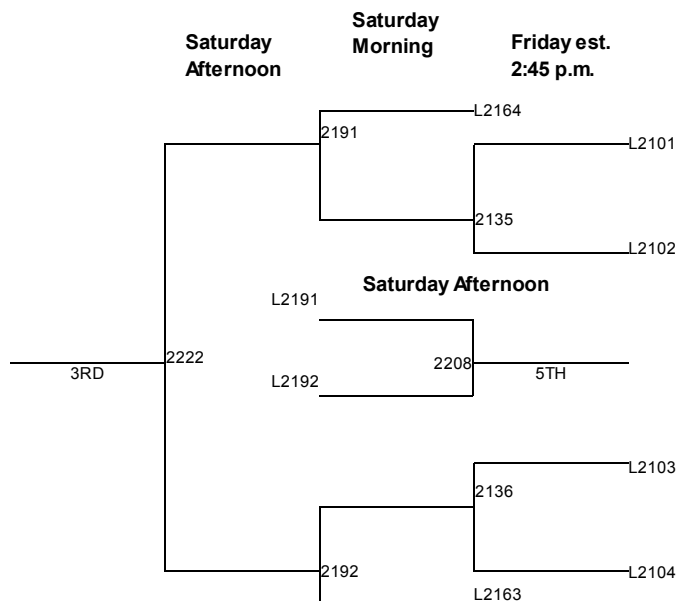 Saturday
Afternoon
Saturday
Morning
Friday est.
2:45 p.m.
L2164
2191
L2101
2135
L2102
Saturday Afternoon
L2191
2222
2208
3RD
5TH
L2192
L2103
2136
2192
L2104
L2163